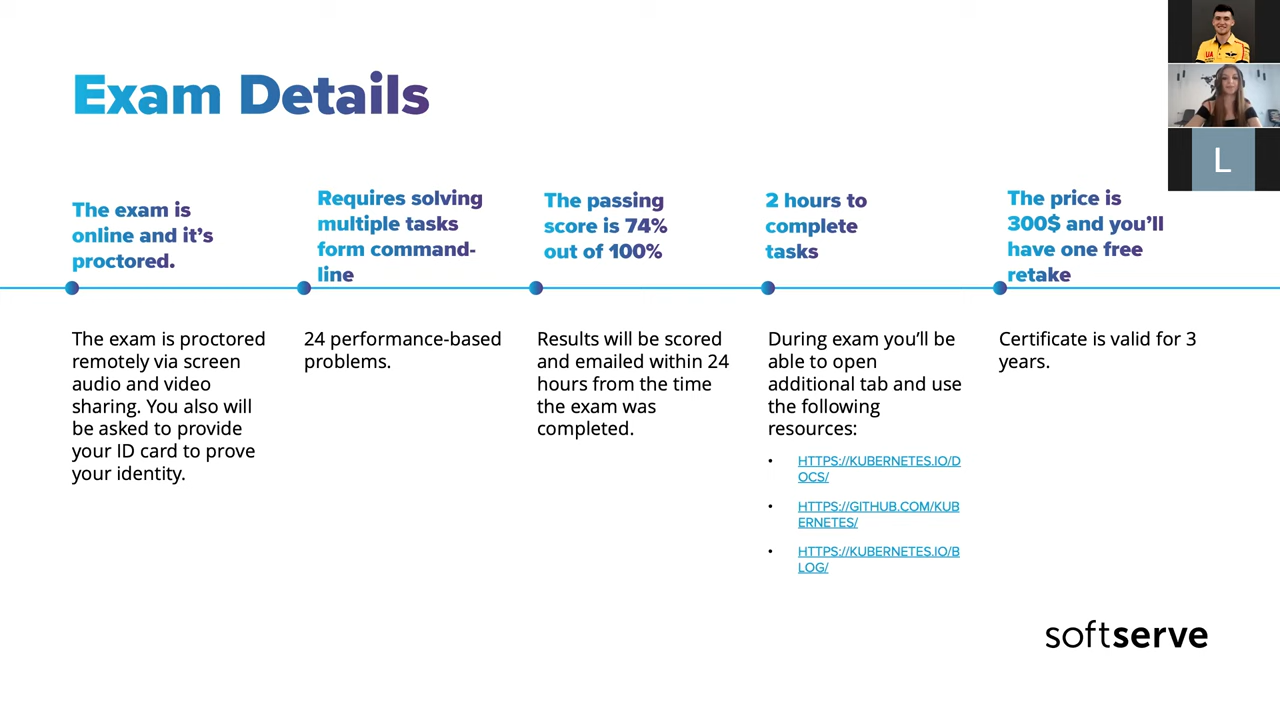 Exam Details
The exam is
online and it's
proctored.
The exam is proctored
remotely via screen
audio and video
sharing. You also will
be asked to provide
your ID card to prove
your identity.
Requires solving
multiple tasks
form command-
line
24 performance-based
problems.
The passing
score is 74%
out of 100%
Results will be scored
and emailed within 24
hours from the time
the exam was
completed.
2 hours to
complete
tasks
During exam you'll be
able to open
additional tab and use
the following
resources:
• HTTPS://KUBERNETES.IO/D
OCS/
• HTTPS://GITHUB.COM/KUB
ERNETES/
• HTTPS://KUBERNETES.IO/B
LOG/
The price is
300$ and you'll
have one free
retake
Certificate is valid for 3
years.
UA
L
softserve